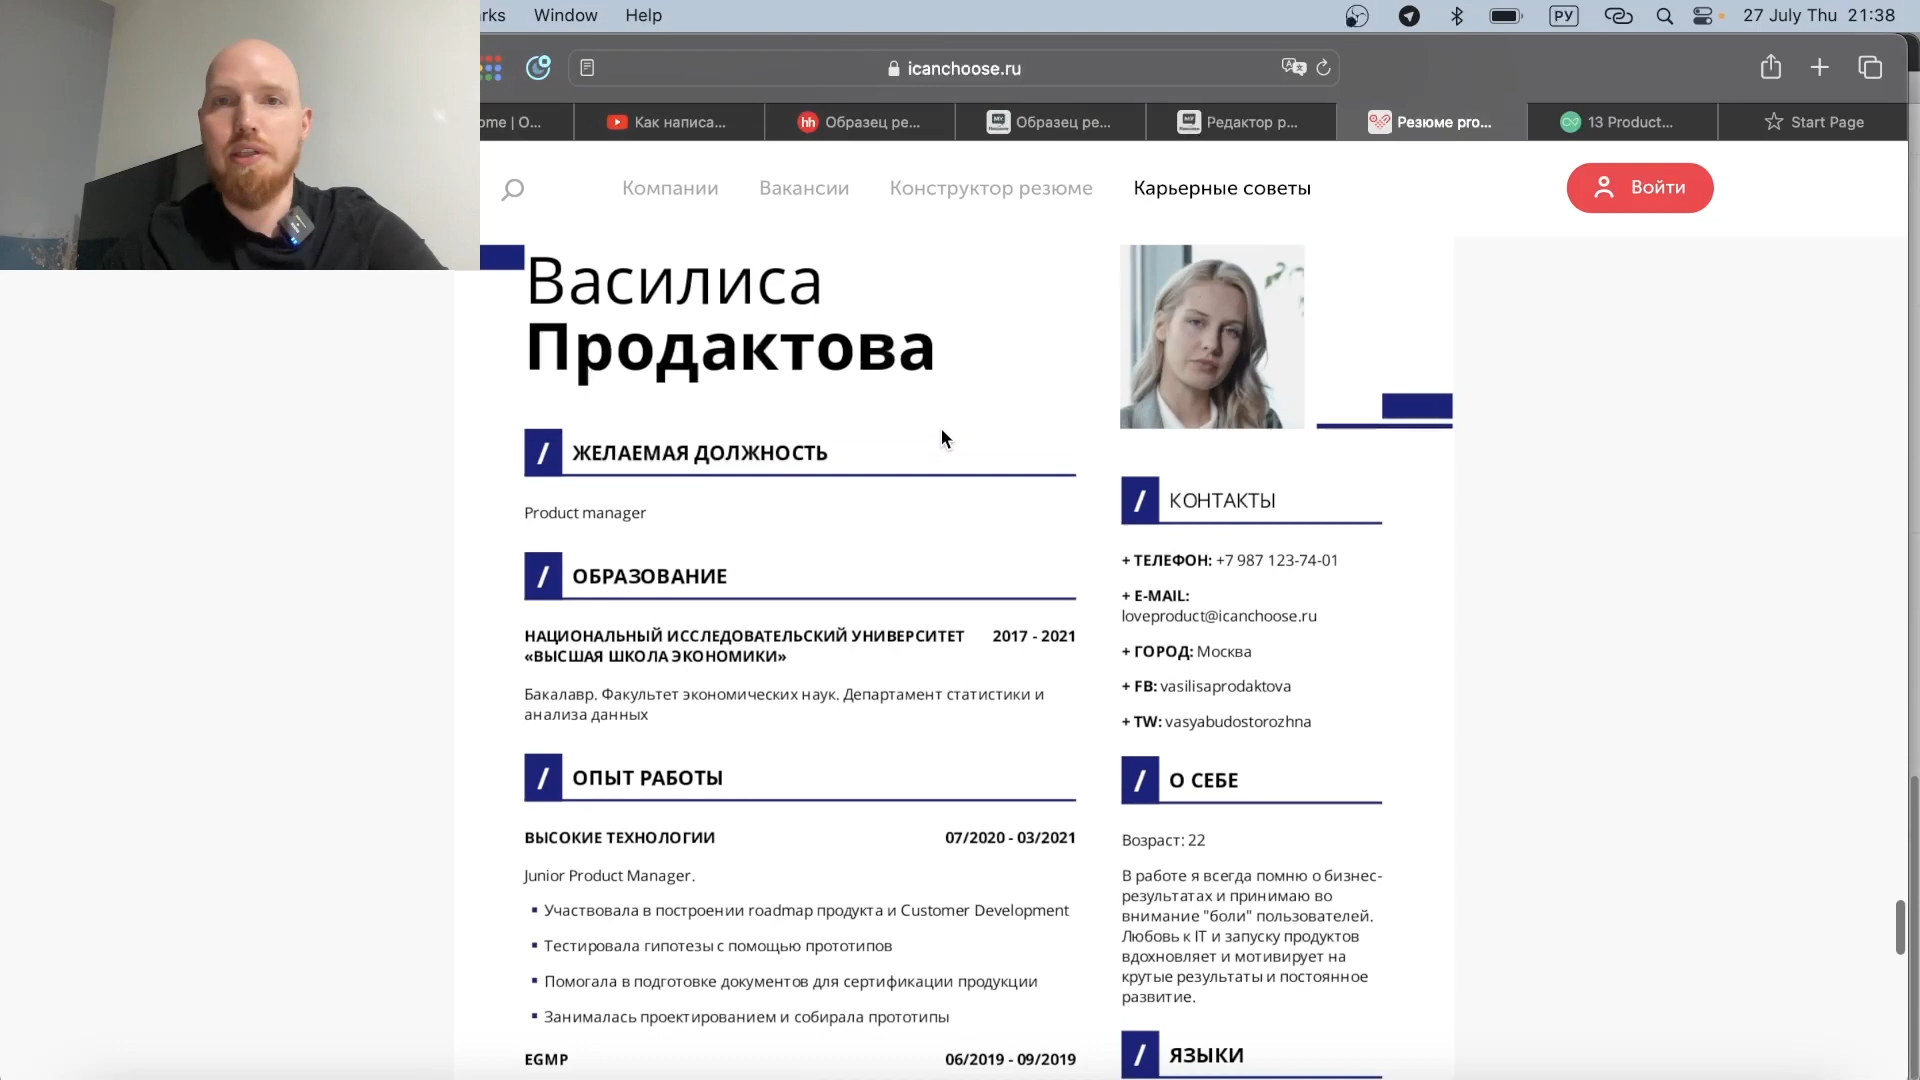 Window Help
РУ
27 July Thu 21:38
icanchoose.ru
ome | O...
Как написа...
hh Образец ре...
Образец ре...
Редактор р...
Резюме pro...
13 Product...
Start Page
Компании Вакансии Конструктор резюме Карьерные советы
Войти
Василиса
Продактова
/ ЖЕЛАЕМАЯ ДОЛЖНОСТЬ
Product manager
/ ОБРАЗОВАНИЕ
НАЦИОНАЛЬНЫЙ ИССЛЕДОВАТЕЛЬСКИЙ УНИВЕРСИТЕТ 2017 - 2021
«ВЫСШАЯ ШКОЛА ЭКОНОМИКИ»
Бакалавр. Факультет экономических наук. Департамент статистики и
анализа данных
/ ОПЫТ РАБОТЫ
ВЫСОКИЕ ТЕХНОЛОГИИ 07/2020 - 03/2021
Junior Product Manager.
▪ Участвовала в построении roadmap продукта и Customer Development
▪ Тестировала гипотезы с помощью прототипов
▪ Помогала в подготовке документов для сертификации продукции
▪ Занималась проектированием и собирала прототипы
EGMP 06/2019 - 09/2019
/ КОНТАКТЫ
+ ТЕЛЕФОН: +7 987 123-74-01
+ E-MAIL:
loveproduct@icanchoose.ru
+ ГОРОД: Москва
+ FB: vasilisaprodaktova
+ TW: vasyabudostorozhna
/ О СЕБЕ
Возраст: 22
В работе я всегда помню о бизнес-
результатах и принимаю во
внимание "боли" пользователей.
Любовь к IT и запуску продуктов
вдохновляет и мотивирует на
крутые результаты и постоянное
развитие.
/ ЯЗЫКИ